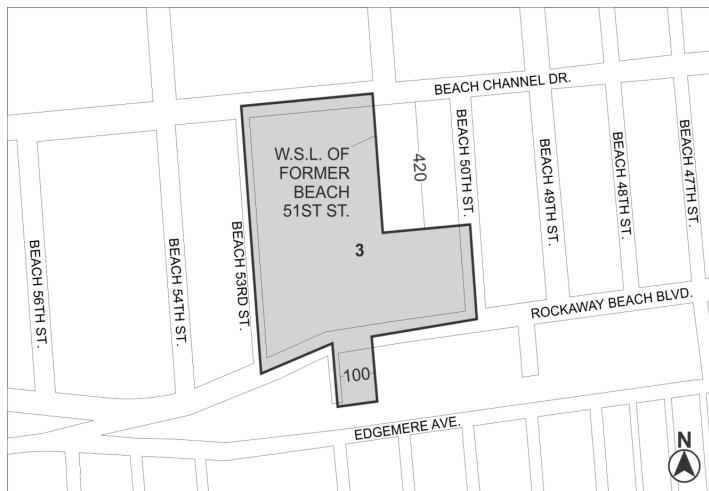 BEACH CHANNEL DR.
W.S.L. OF
FORMER
BEACH
51ST ST.
420
3
BEACH 56TH ST.
BEACH 54TH ST.
BEACH 53RD ST.
BEACH 50TH ST.
BEACH 49TH ST.
BEACH 48TH ST.
BEACH 47TH ST.
ROCKAWAY BEACH BLVD.
100
EDGEMERE AVE.
N